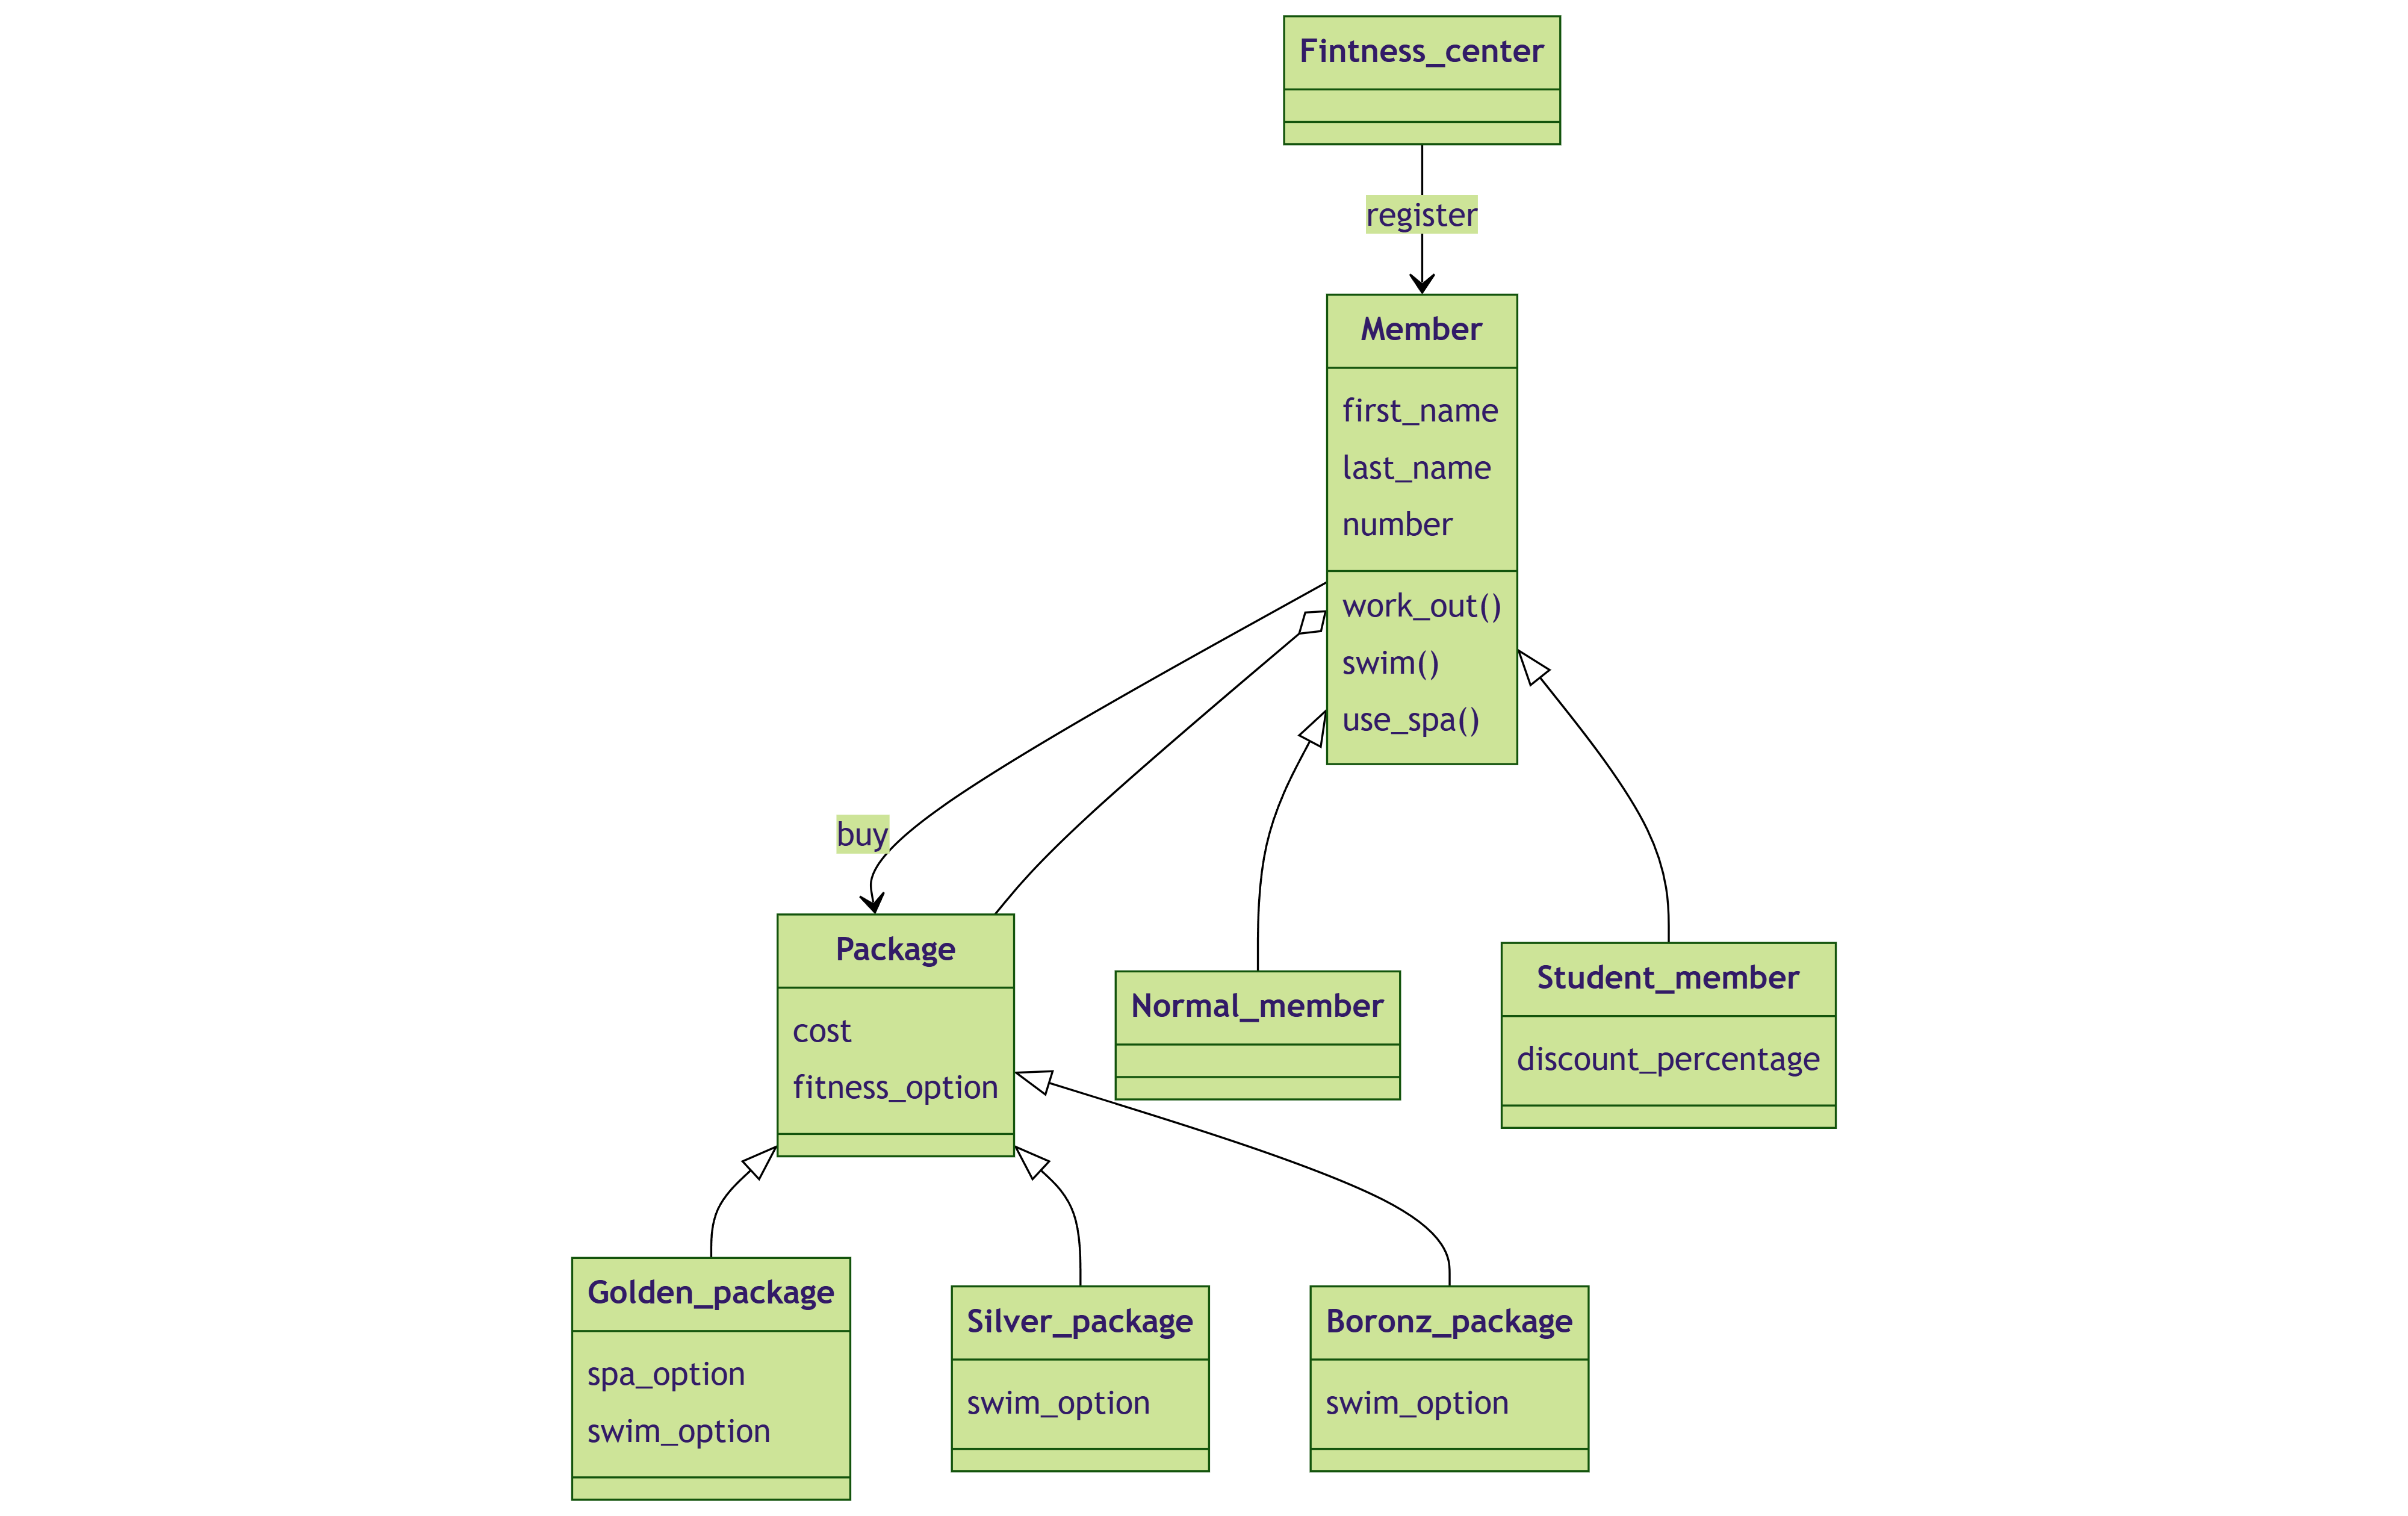 Fintness_center
register
Member
first_name
last_name
number
work_out()
swim()
use_spa()
buy
Package
cost
fitness_option
Normal_member
Student_member
discount_percentage
Golden_package
spa_option
swim_option
Silver_package
swim_option
Boronz_package
swim_option